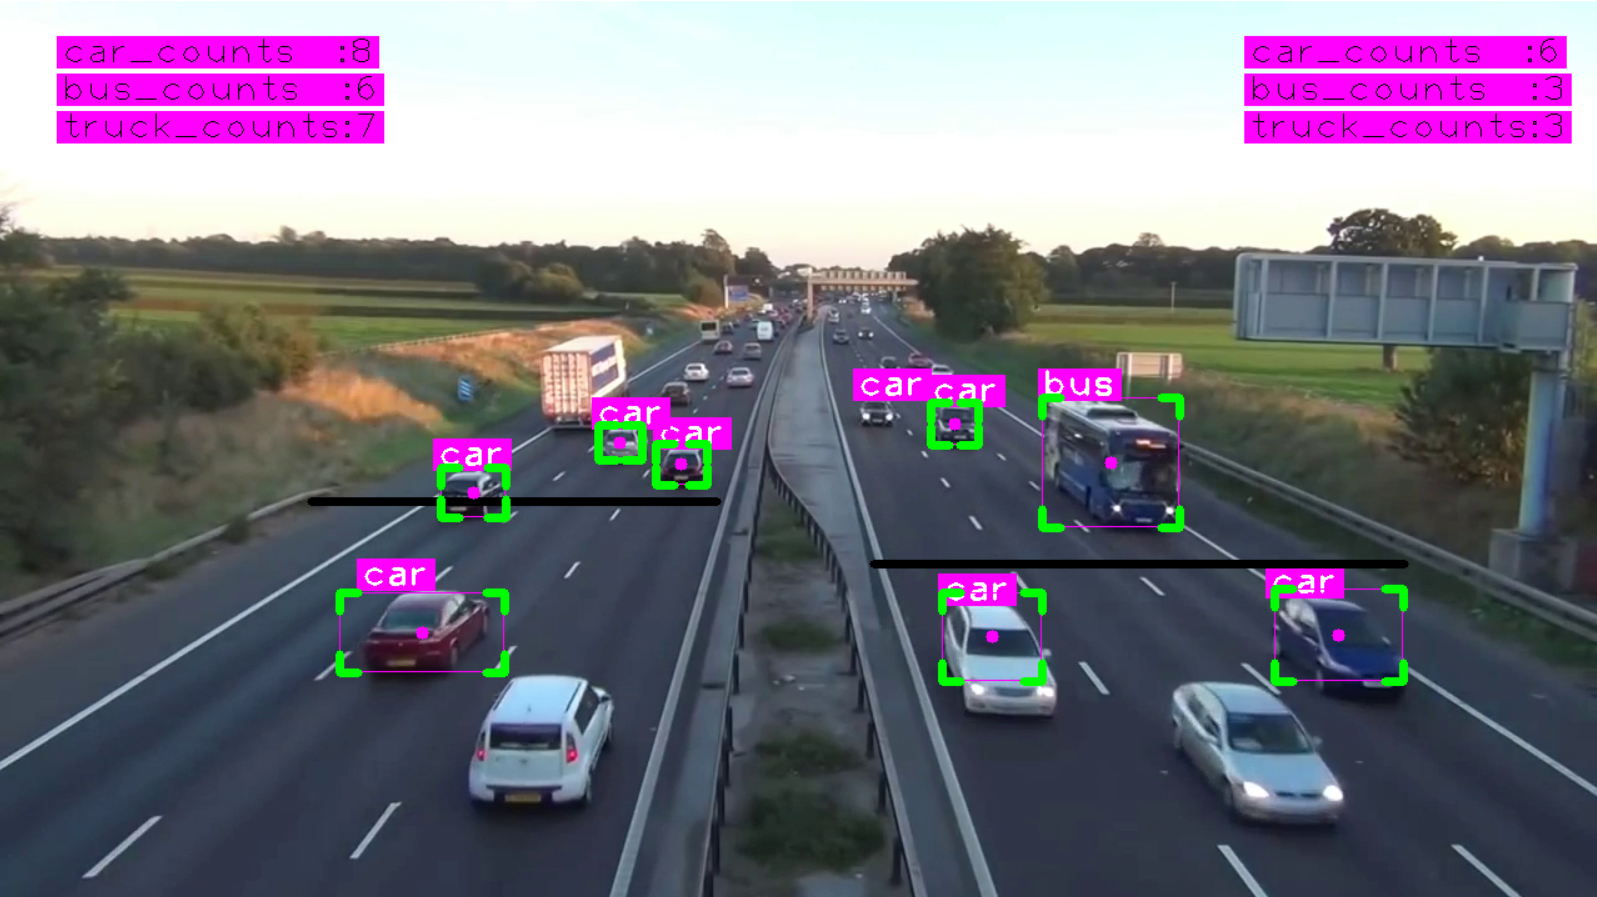 car_counts :8
bus_counts :6
truck_counts:7
car_counts :6
bus_counts :3
truck_counts:3
bus
car
car
car
car
car
car
car
car